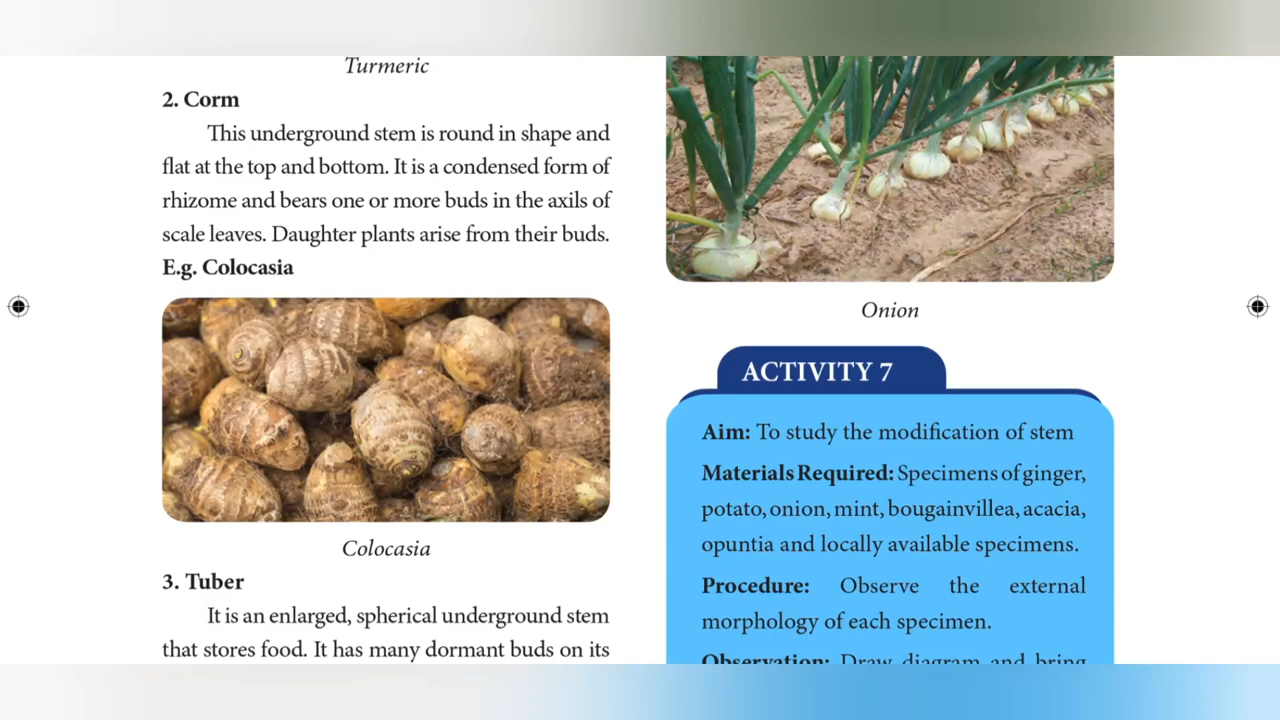 Turmeric
2. Corm
This underground stem is round in shape and
flat at the top and bottom. It is a condensed form of
rhizome and bears one or more buds in the axils of
scale leaves. Daughter plants arise from their buds.
E.g. Colocasia
Colocasia
3. Tuber
It is an enlarged, spherical underground stem
that stores food. It has many dormant buds on its
Onion
ACTIVITY 7
Aim: To study the modification of stem
Materials Required: Specimens of ginger,
potato, onion, mint, bougainvillea, acacia,
opuntia and locally available specimens.
Procedure: Observe the external
morphology of each specimen.
Observation: Draw diagram and bring